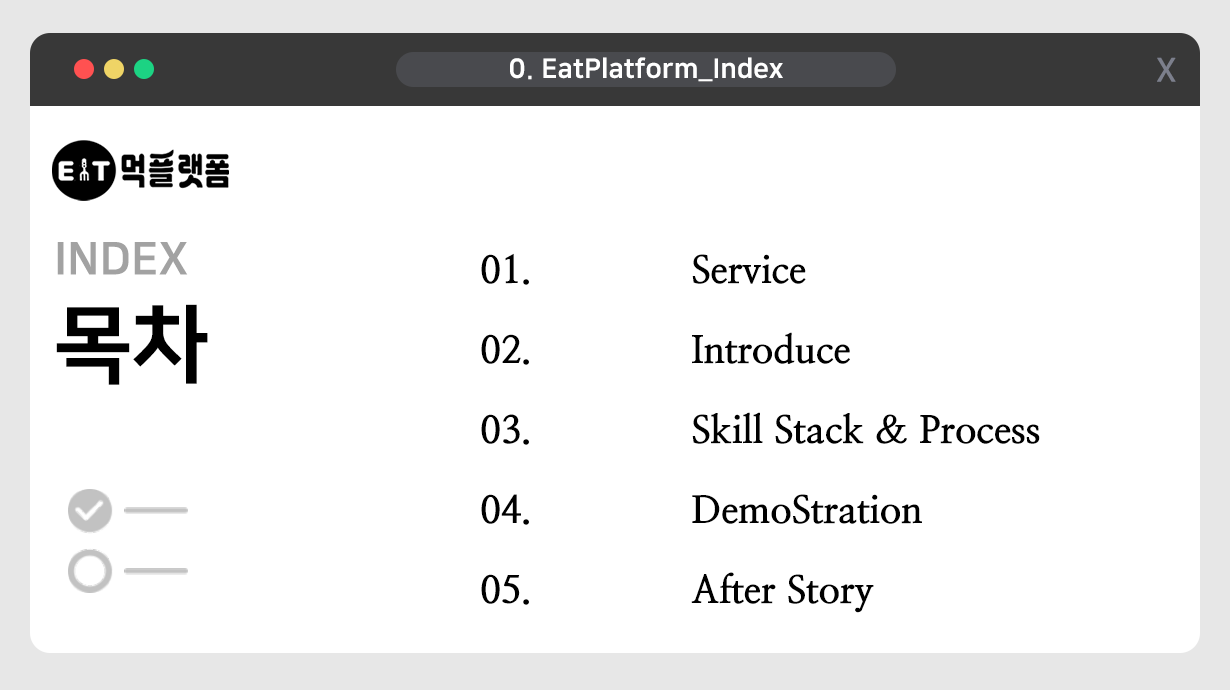 0. EatPlatform_Index
X
EAT 먹플랫폼
INDEX
목차
01. Service
02. Introduce
03. Skill Stack & Process
04. DemoStration
05. After Story